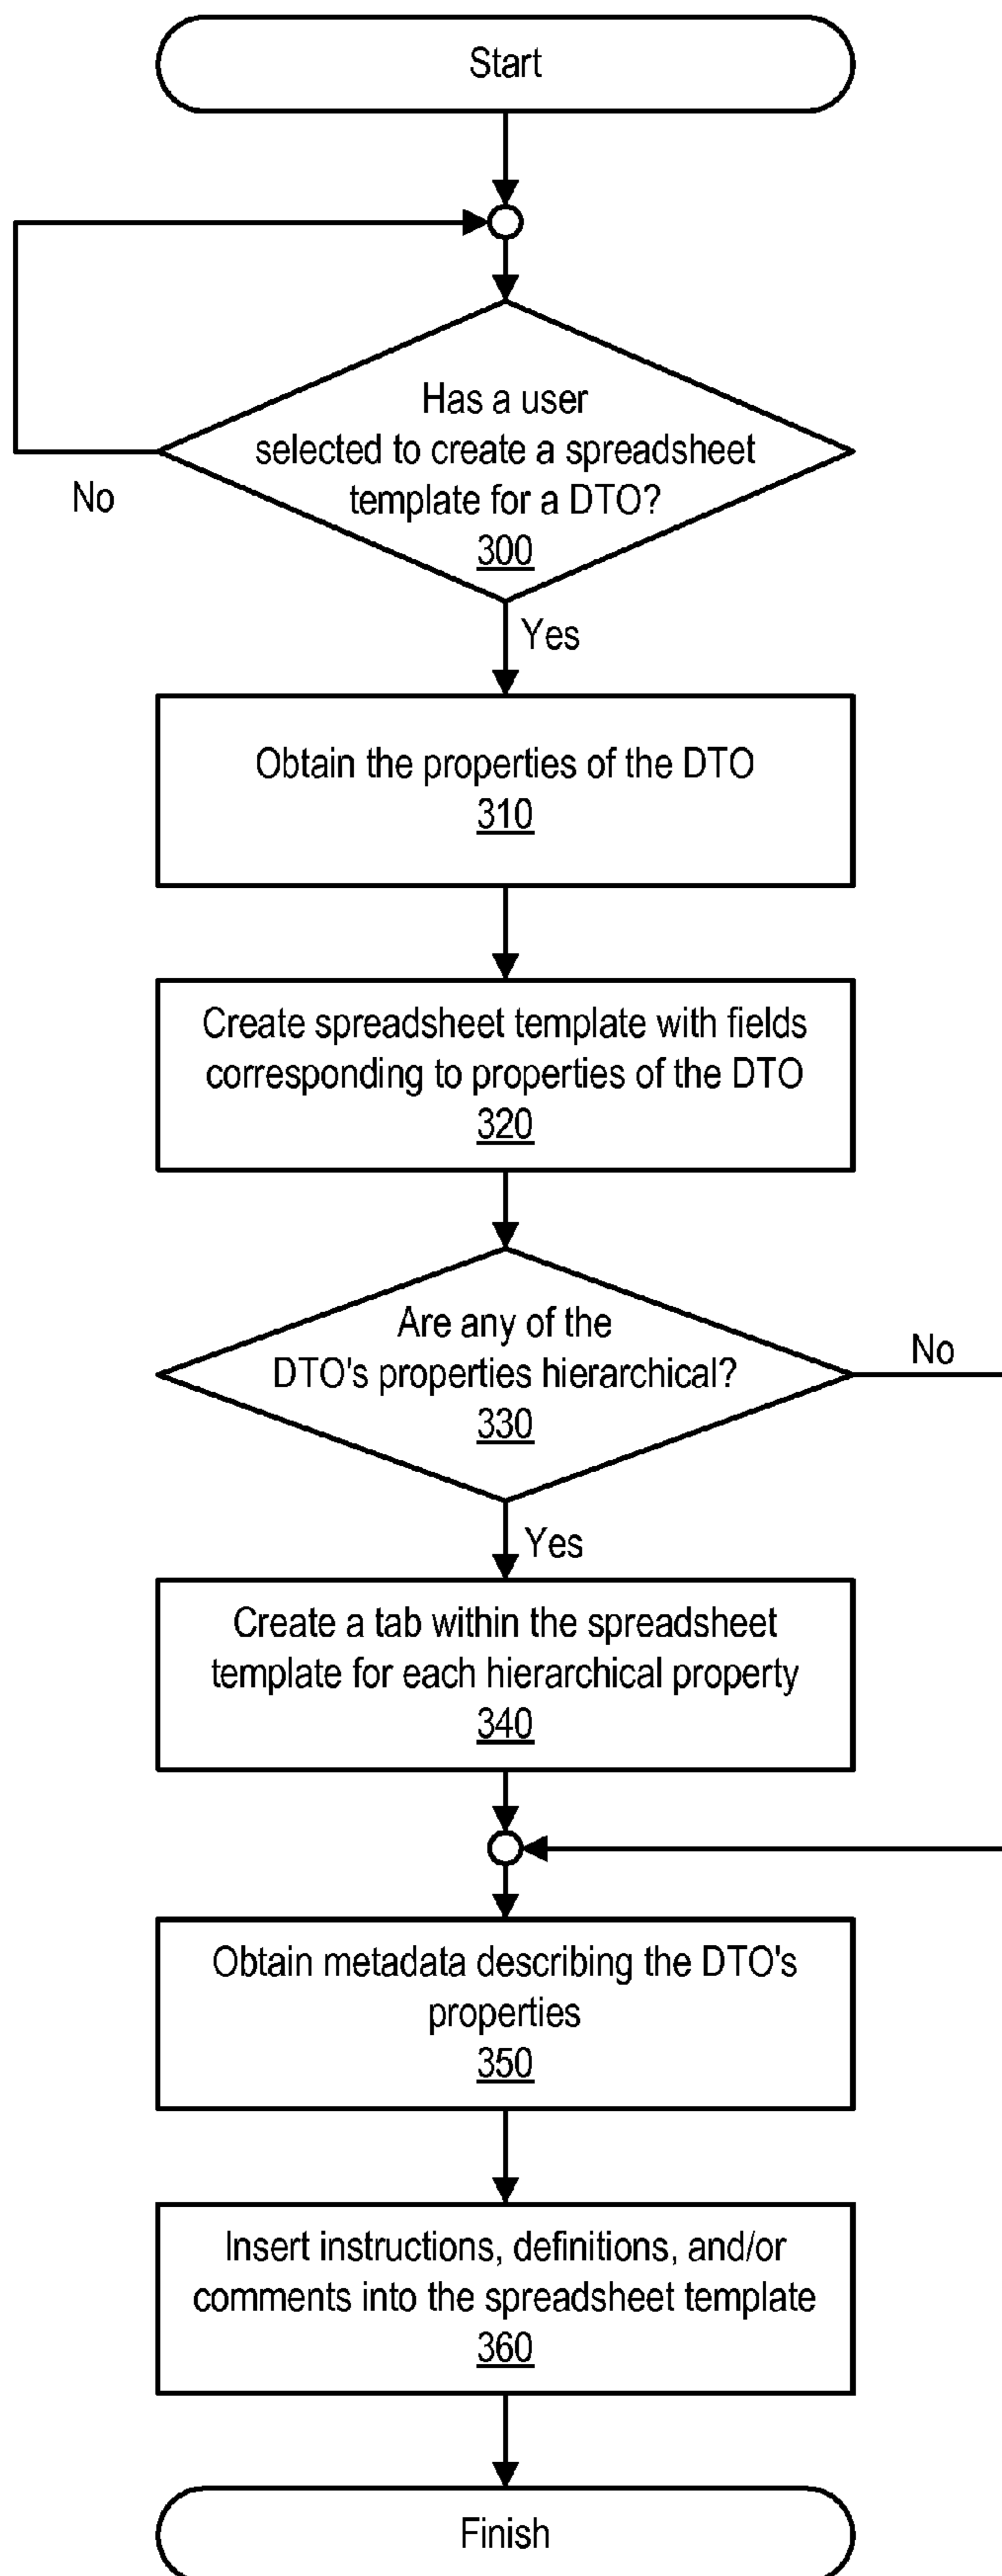 Start
Has a user
selected to create a spreadsheet
template for a DTO?
300
No
Yes
Obtain the properties of the DTO
310
Create spreadsheet template with fields
corresponding to properties of the DTO
320
Are any of the
DTO's properties hierarchical?
330
No
Yes
Create a tab within the spreadsheet
template for each hierarchical property
340
Obtain metadata describing the DTO's
properties
350
Insert instructions, definitions, and/or
comments into the spreadsheet template
360
Finish